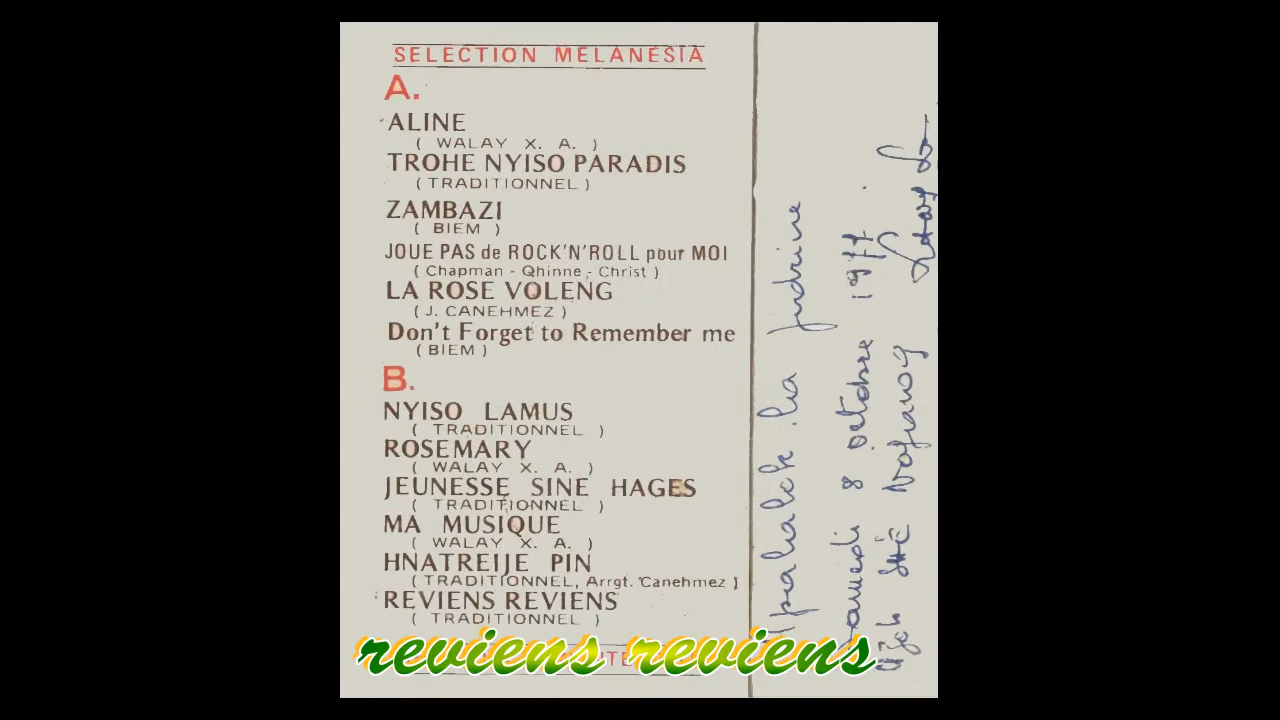 SELECTION MELANESIA
A.
ALINE
( WALAY X. A. )
TROHE NYISO PARADIS
( TRADITIONNEL )
ZAMBAZI
( BIEM )
JOUE PAS de ROCK'N'ROLL pour MOI
( Chapman - Qhinne - Christ )
LA ROSE VOLENG
( J. CANEHMEZ )
Don't Forget to Remember me
( BIEM )
B.
NYISO LAMUS
( TRADITIONNEL )
ROSEMARY
( WALAY X. A. )
JEUNESSE SINE HAGES
( TRADITIONNEL )
MA MUSIQUE
( WALAY X. A. )
HNATREIJE PIN
( TRADITIONNEL, Arrgt. Canehmez )
REVIENS REVIENS
( TRADITIONNEL )
reviens reviens
samedi 8 octobre 1977.